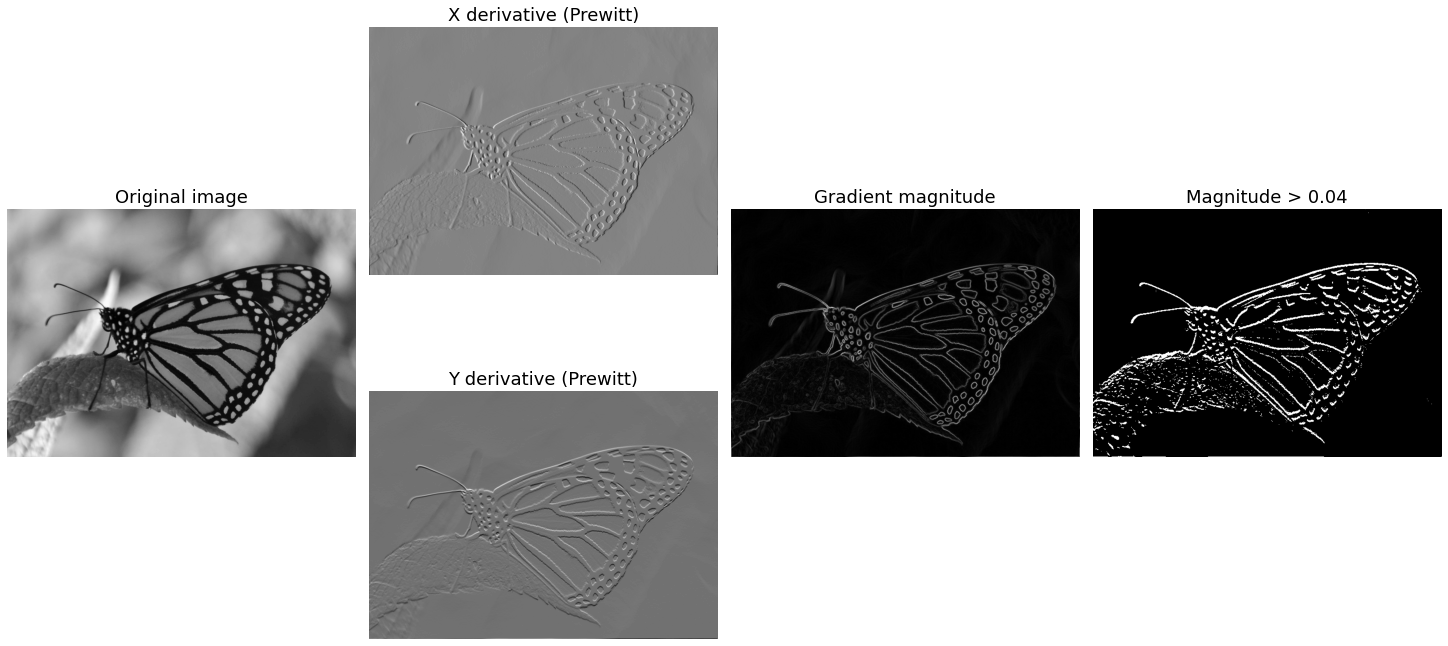 X derivative (Prewitt)
Original image
Gradient magnitude
Magnitude > 0.04
Y derivative (Prewitt)